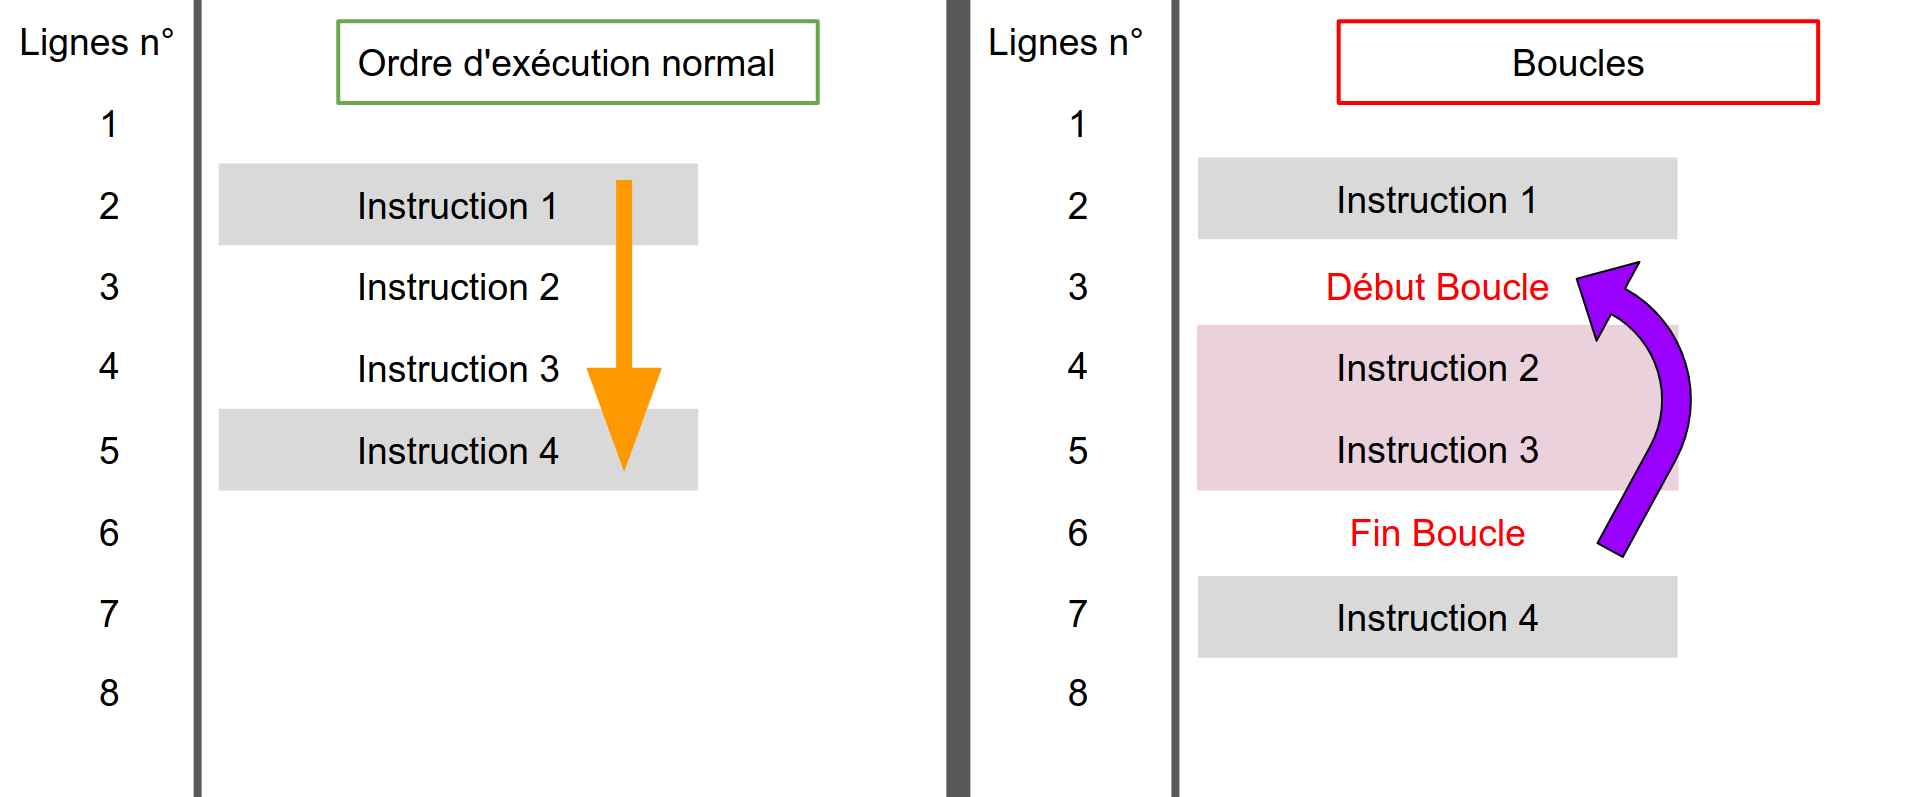 Lignes n°
Ordre d'exécution normal
1
2
Instruction 1
3
Instruction 2
4
Instruction 3
5
Instruction 4
6
7
8
Lignes n°
Boucles
1
2
Instruction 1
3
Début Boucle
4
Instruction 2
5
Instruction 3
6
Fin Boucle
7
Instruction 4
8